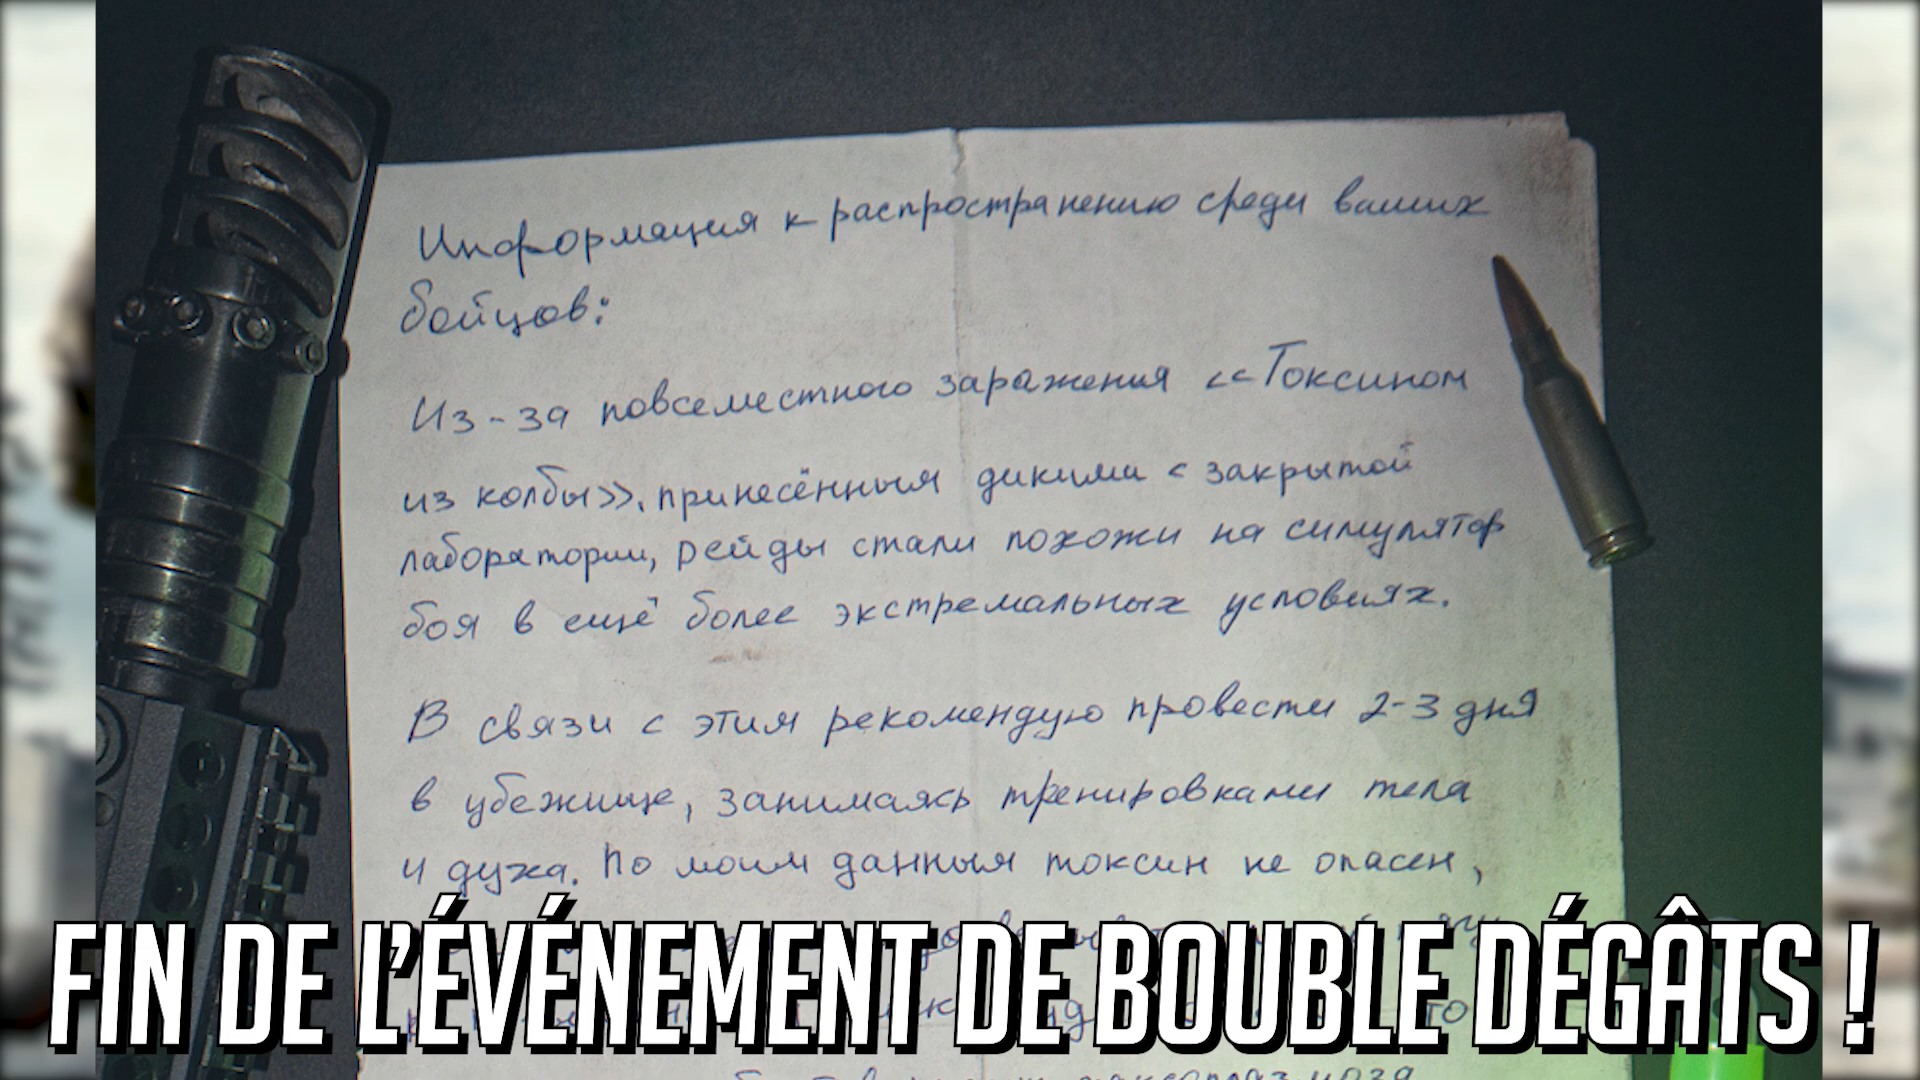 Информация к распространению среди ваших
бойцов:
Из-за повсеместного заражения «Токсином
из колбы», принесённым дикими с закрытой
лаборатории, рейды стали похожи на симулятор
боя в ещё более экстремальных условиях.
В связи с этим рекомендую провести 2-3 дня
в убежище, занимаясь тренировками тела
и духа. По моим данным токсин не опасен,
FIN DE L'ÉVÉNEMENT DE BOUBLE DÉGÂTS !